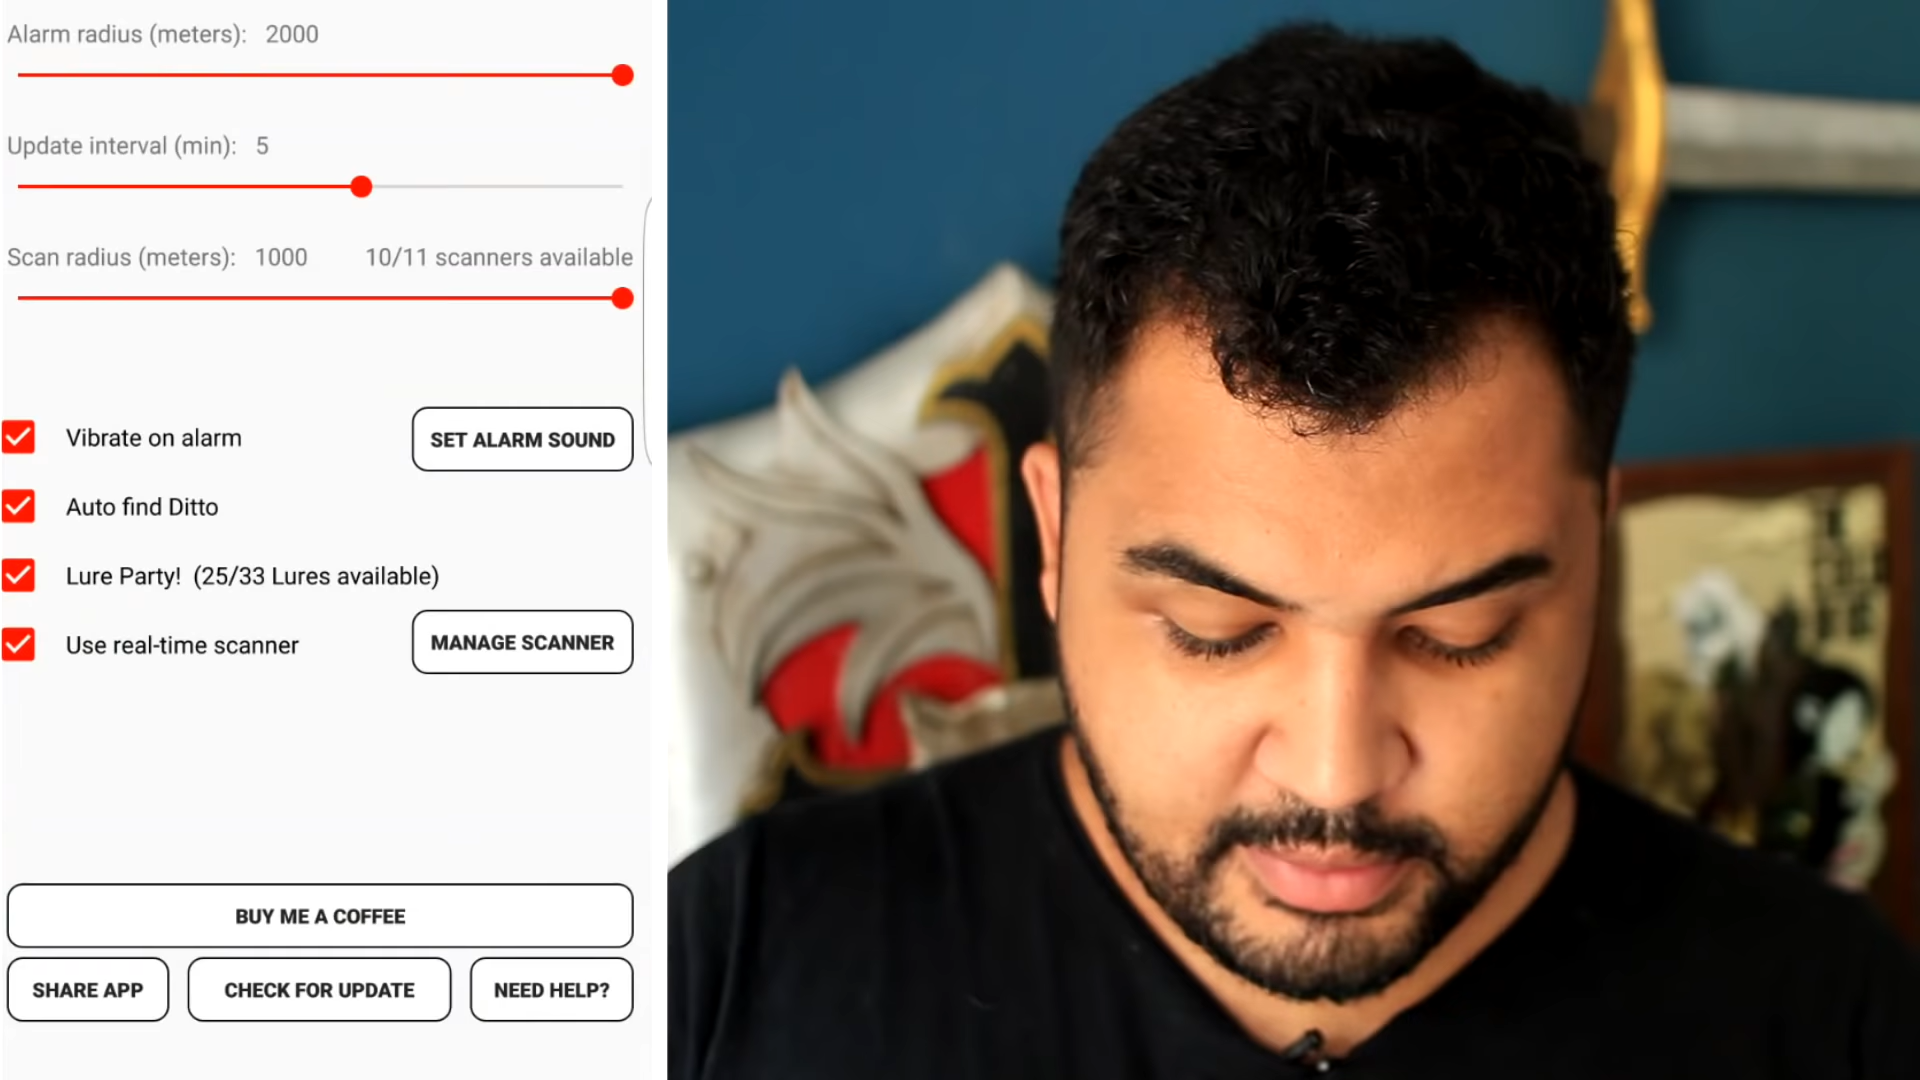 Alarm radius (meters): 2000
Update interval (min): 5
Scan radius (meters): 1000 10/11 scanners available
Vibrate on alarm
SET ALARM SOUND
Auto find Ditto
Lure Party! (25/33 Lures available)
Use real-time scanner
MANAGE SCANNER
BUY ME A COFFEE
SHARE APP
CHECK FOR UPDATE
NEED HELP?